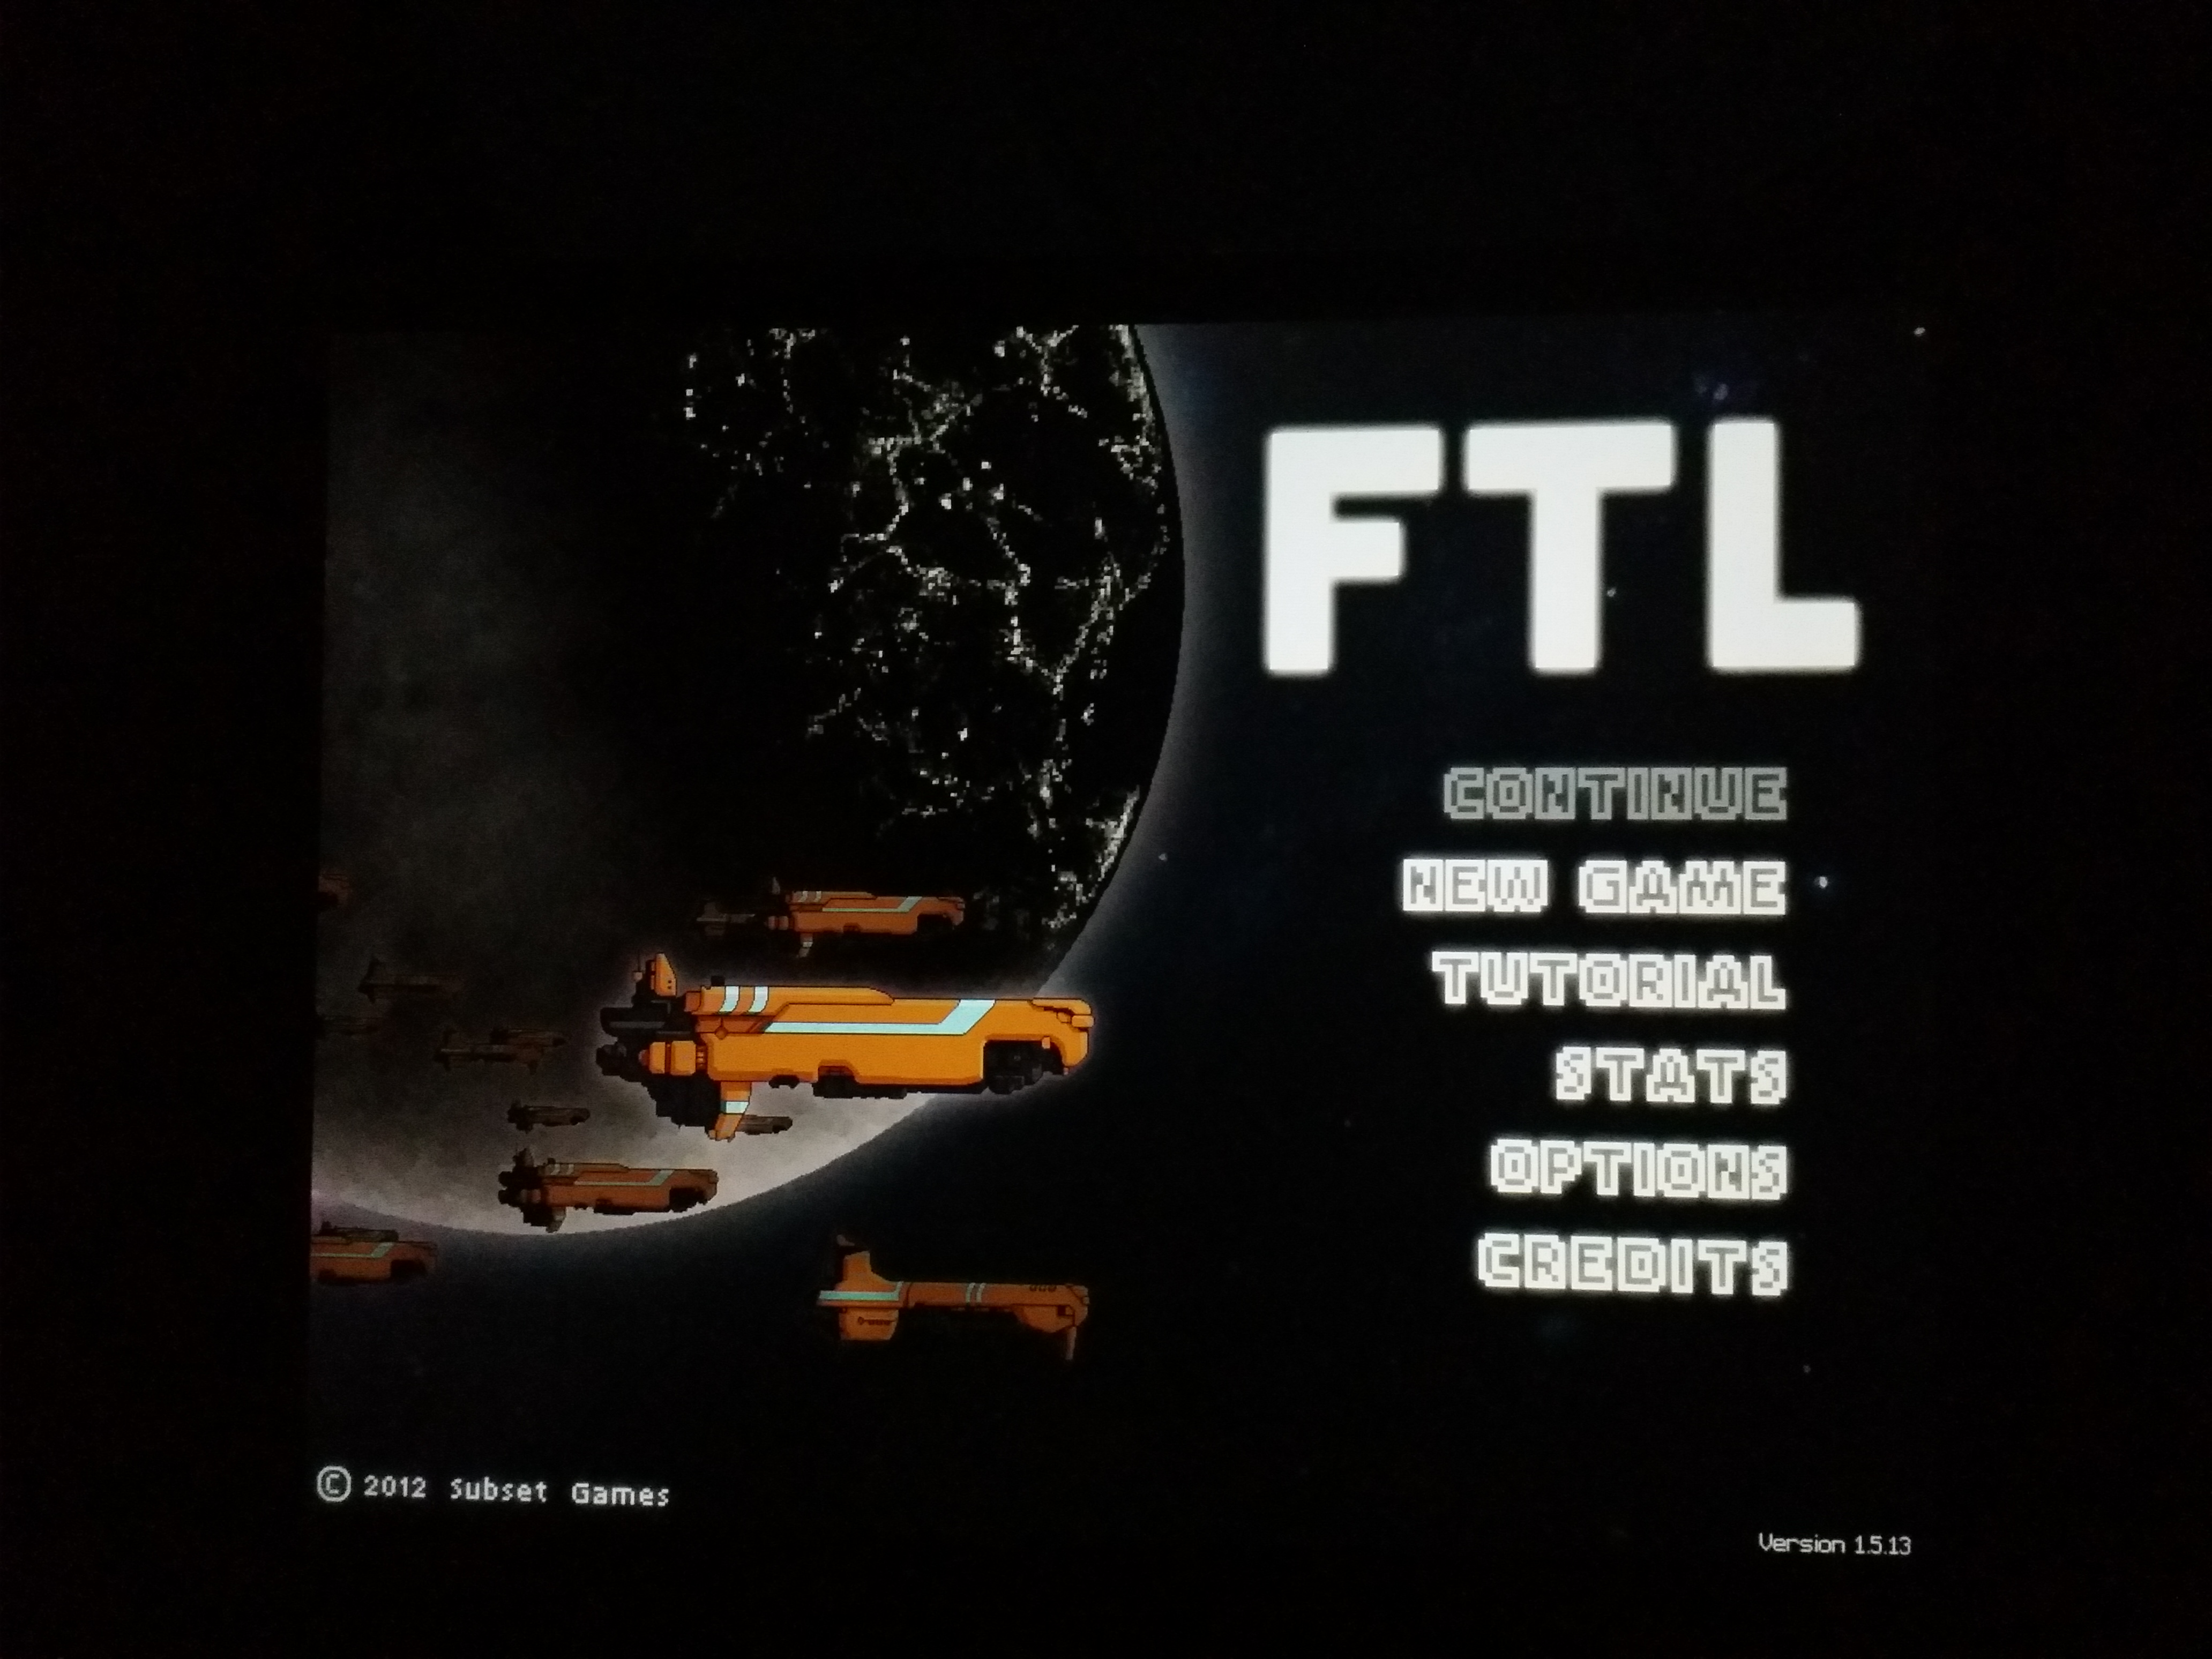 FTL
CONTINUE
NEW GAME
TUTORIAL
STATS
OPTIONS
CREDITS
© 2012 Subset Games
Version 1.5.13